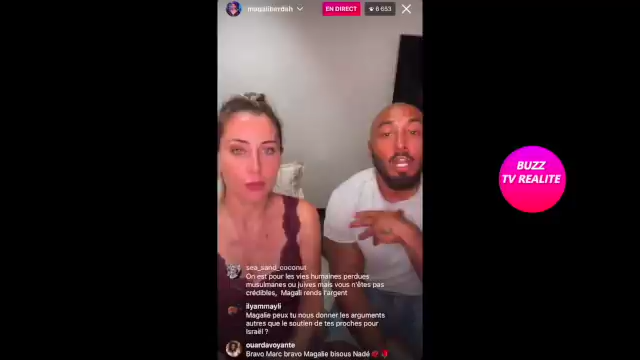 magaliberdah
EN DIRECT
6 653
BUZZ
TV REALITE
sea_sand_coconut
On est pour les vies humaines perdues
musulmanes ou juives mais vous n'êtes pas
crédibles, Magali rends l'argent
ilyammayli
Magalie peux tu nous donner les arguments
autres que le soutien de tes proches pour
Israël ?
ouardavoyante
Bravo Marc bravo Magalie bisous Nadé